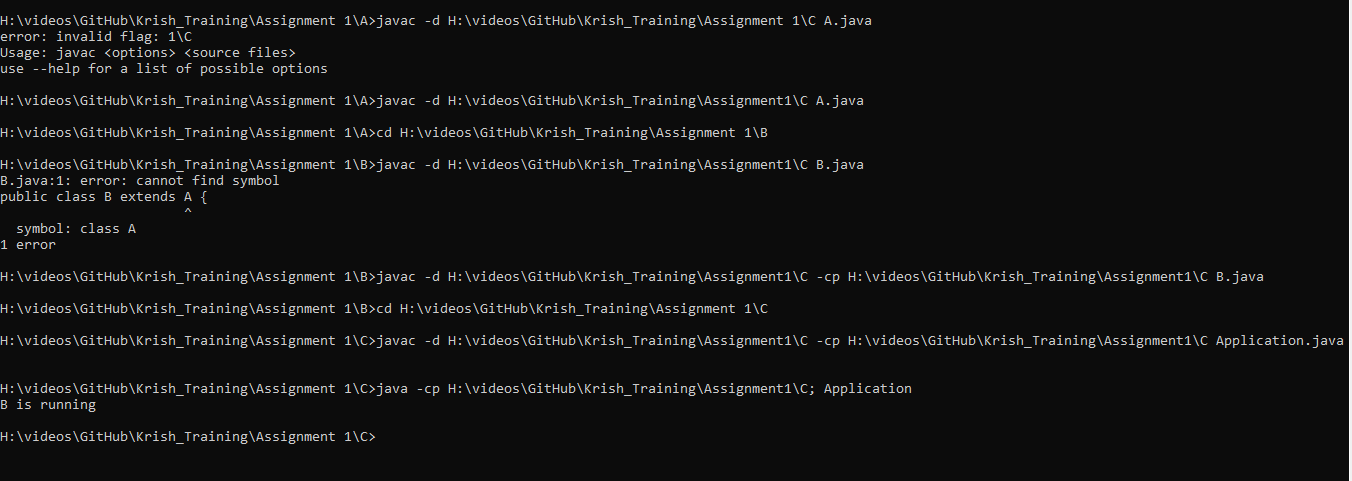 H:\videos\GitHub\Krish_Training\Assignment 1\A>javac -d H:\videos\GitHub\Krish_Training\Assignment 1\C A.java
error: invalid flag: 1\C
Usage: javac <options> <source files>
use --help for a list of possible options
H:\videos\GitHub\Krish_Training\Assignment 1\A>javac -d H:\videos\GitHub\Krish_Training\Assignment1\C A.java
H:\videos\GitHub\Krish_Training\Assignment 1\A>cd H:\videos\GitHub\Krish_Training\Assignment 1\B
H:\videos\GitHub\Krish_Training\Assignment 1\B>javac -d H:\videos\GitHub\Krish_Training\Assignment1\C B.java
B.java:1: error: cannot find symbol
public class B extends A {
                       ^
  symbol: class A
1 error
H:\videos\GitHub\Krish_Training\Assignment 1\B>javac -d H:\videos\GitHub\Krish_Training\Assignment1\C -cp H:\videos\GitHub\Krish_Training\Assignment1\C B.java
H:\videos\GitHub\Krish_Training\Assignment 1\B>cd H:\videos\GitHub\Krish_Training\Assignment 1\C
H:\videos\GitHub\Krish_Training\Assignment 1\C>javac -d H:\videos\GitHub\Krish_Training\Assignment1\C -cp H:\videos\GitHub\Krish_Training\Assignment1\C Application.java
H:\videos\GitHub\Krish_Training\Assignment 1\C>java -cp H:\videos\GitHub\Krish_Training\Assignment1\C; Application
B is running
H:\videos\GitHub\Krish_Training\Assignment 1\C>